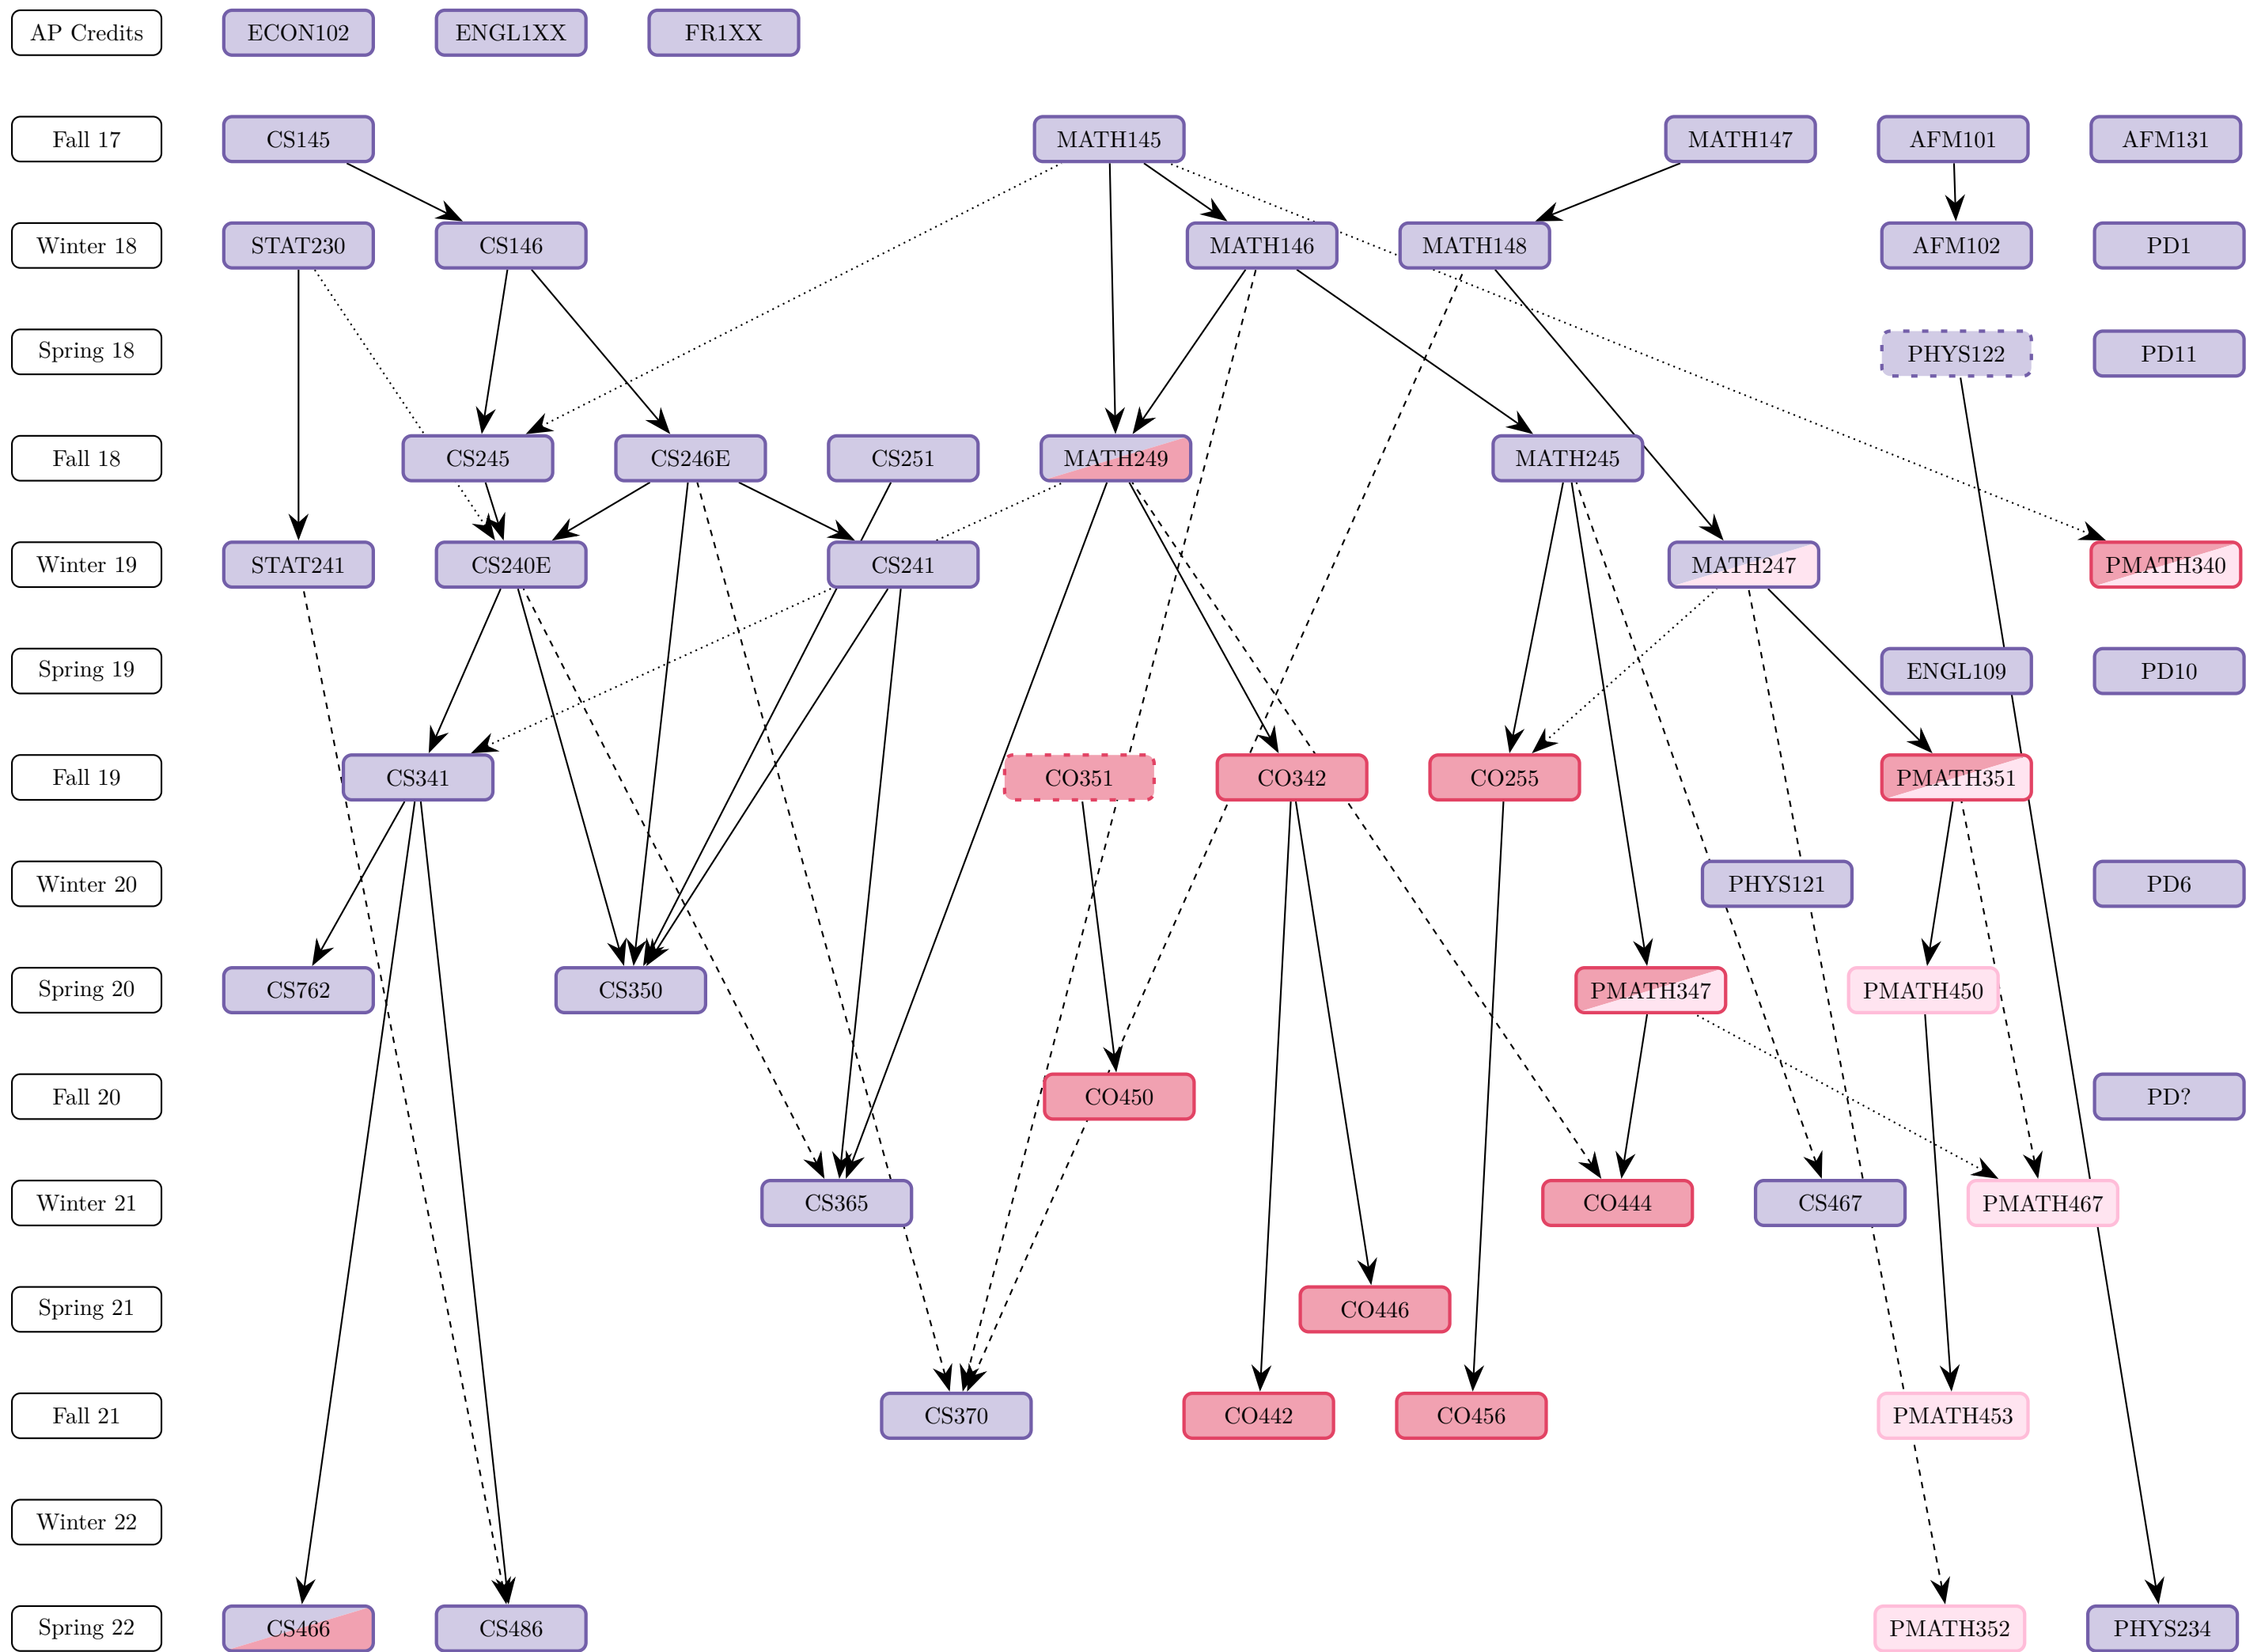 AP Credits ECON102 ENGL1XX FR1XX
Fall 17 CS145 MATH145 MATH147 AFM101 AFM131
Winter 18 STAT230 CS146 MATH146 MATH148 AFM102 PD1
Spring 18 PHYS122 PD11
Fall 18 CS245 CS246E CS251 MATH249 MATH245
Winter 19 STAT241 CS240E CS241 MATH247 PMATH340
Spring 19 ENGL109 PD10
Fall 19 CS341 CO351 CO342 CO255 PMATH351
Winter 20 PHYS121 PD6
Spring 20 CS762 CS350 PMATH347 PMATH450
Fall 20 CO450 PD?
Winter 21 CS365 CO444 CS467 PMATH467
Spring 21 CO446
Fall 21 CS370 CO442 CO456 PMATH453
Winter 22
Spring 22 CS466 CS486 PMATH352 PHYS234